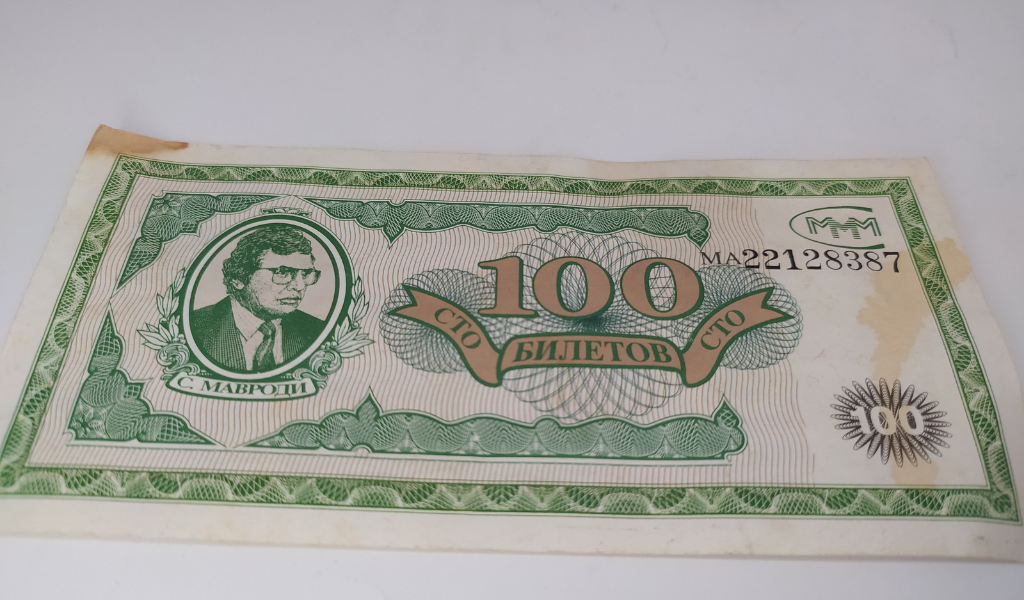 МММ
МА22128387
100
СТО БИЛЕТОВ СТО
С. МАВРОДИ
100